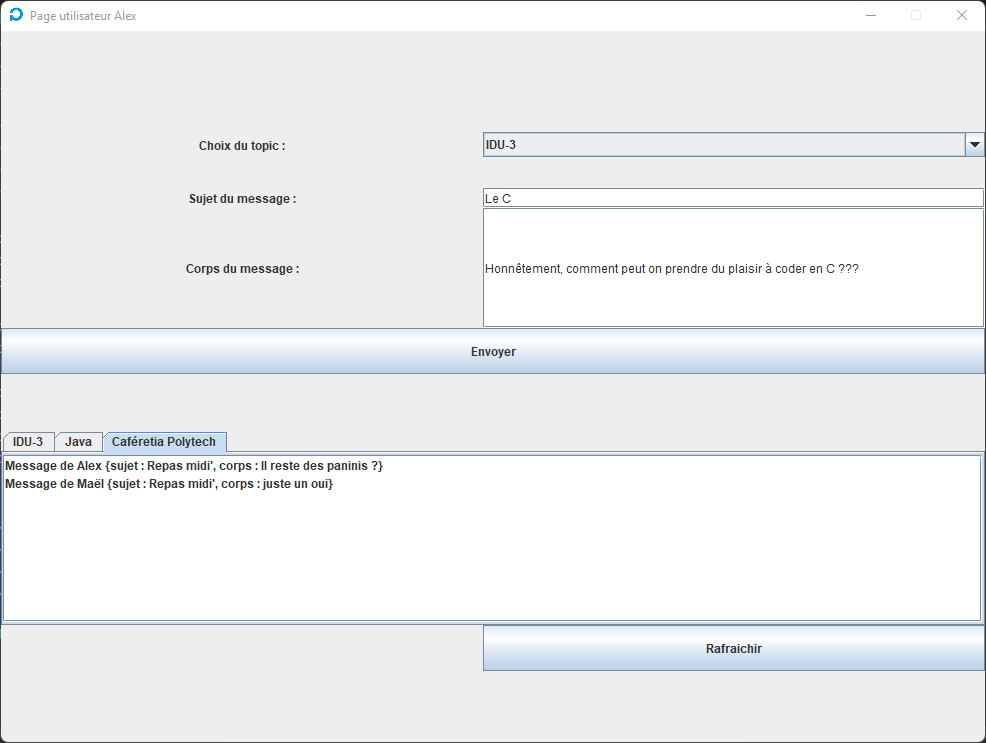 Page utilisateur Alex
Choix du topic :
IDU-3
Sujet du message :
Le C
Corps du message :
Honnêtement, comment peut on prendre du plaisir à coder en C ???
Envoyer
IDU-3 Java Caféretia Polytech
Message de Alex {sujet : Repas midi', corps : Il reste des paninis ?}
Message de Maël {sujet : Repas midi', corps : juste un oui}
Rafraichir